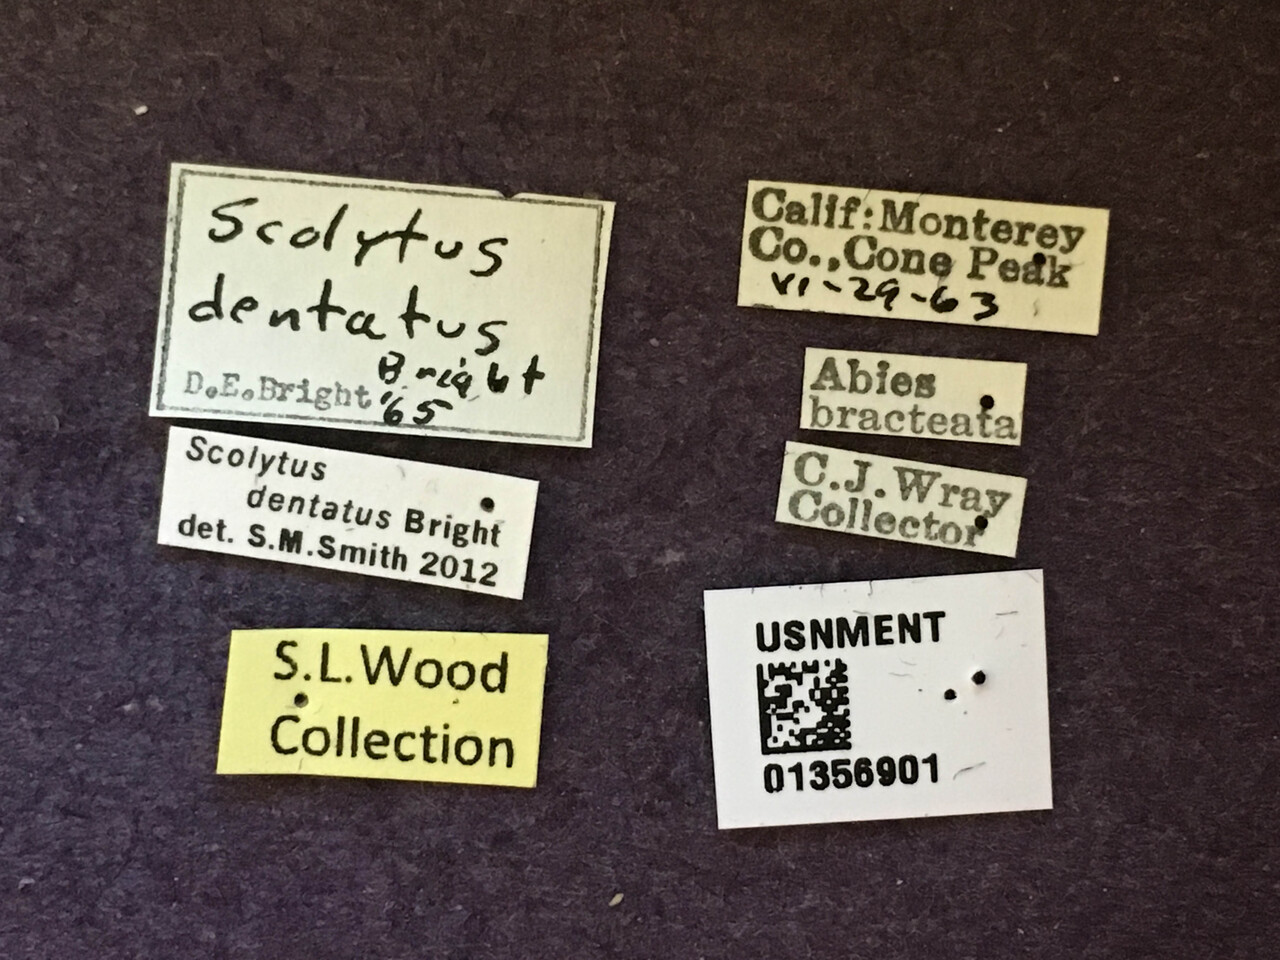 Scolytus
dentatus
Bright
D.E.Bright '65
Scolytus
dentatus Bright
det. S.M.Smith 2012
S.L.Wood
Collection
Calif:Monterey
Co.,Cone Peak
VI-29-63
Abies
bracteata
C.J.Wray
Collector
USNMENT
01356901